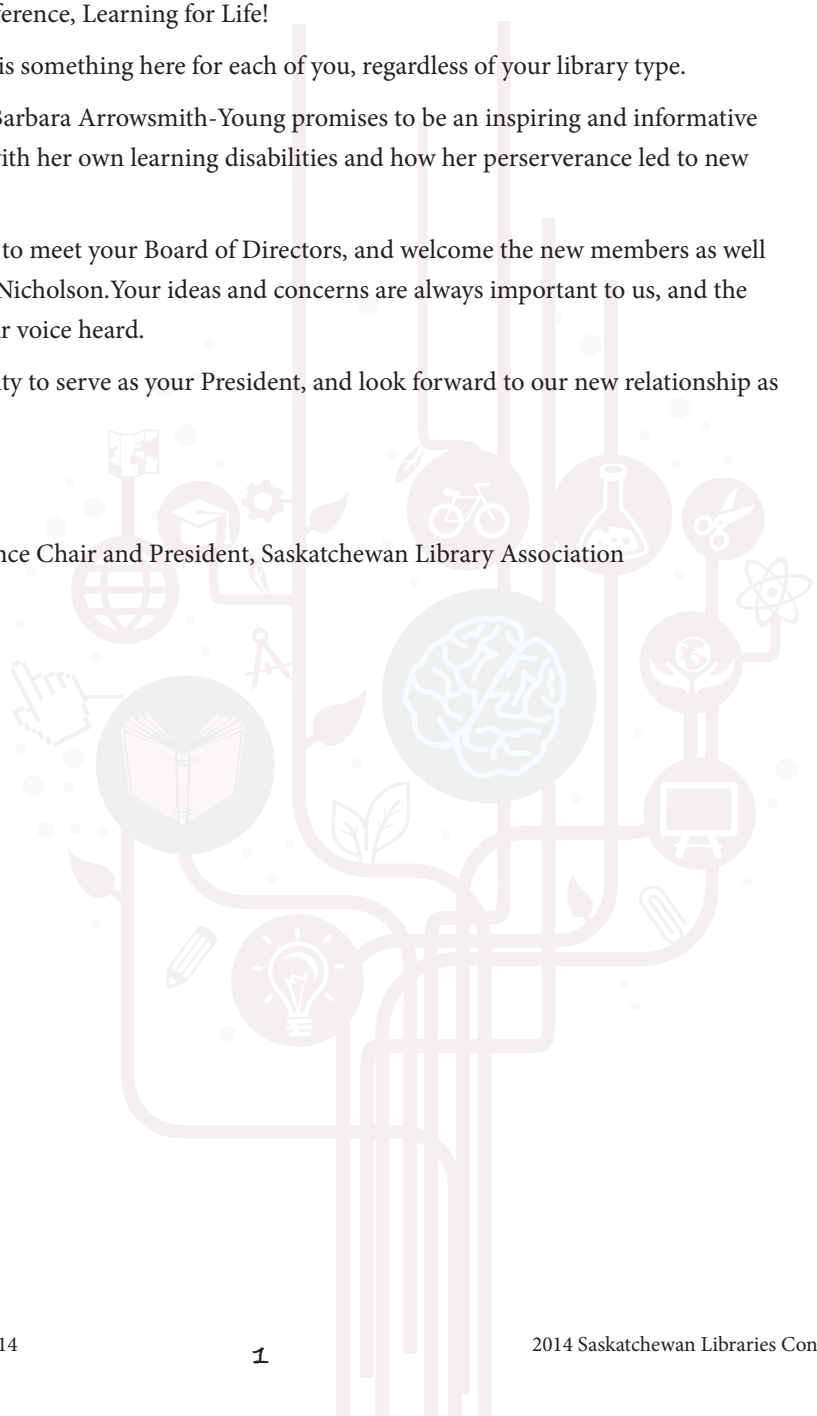 erence, Learning for Life!
is something here for each of you, regardless of your library type.
Barbara Arrowsmith-Young promises to be an inspiring and informative
with her own learning disabilities and how her perserverance led to new
to meet your Board of Directors, and welcome the new members as well
Nicholson.Your ideas and concerns are always important to us, and the
r voice heard.
ity to serve as your President, and look forward to our new relationship as
nce Chair and President, Saskatchewan Library Association
14 1 2014 Saskatchewan Libraries Con